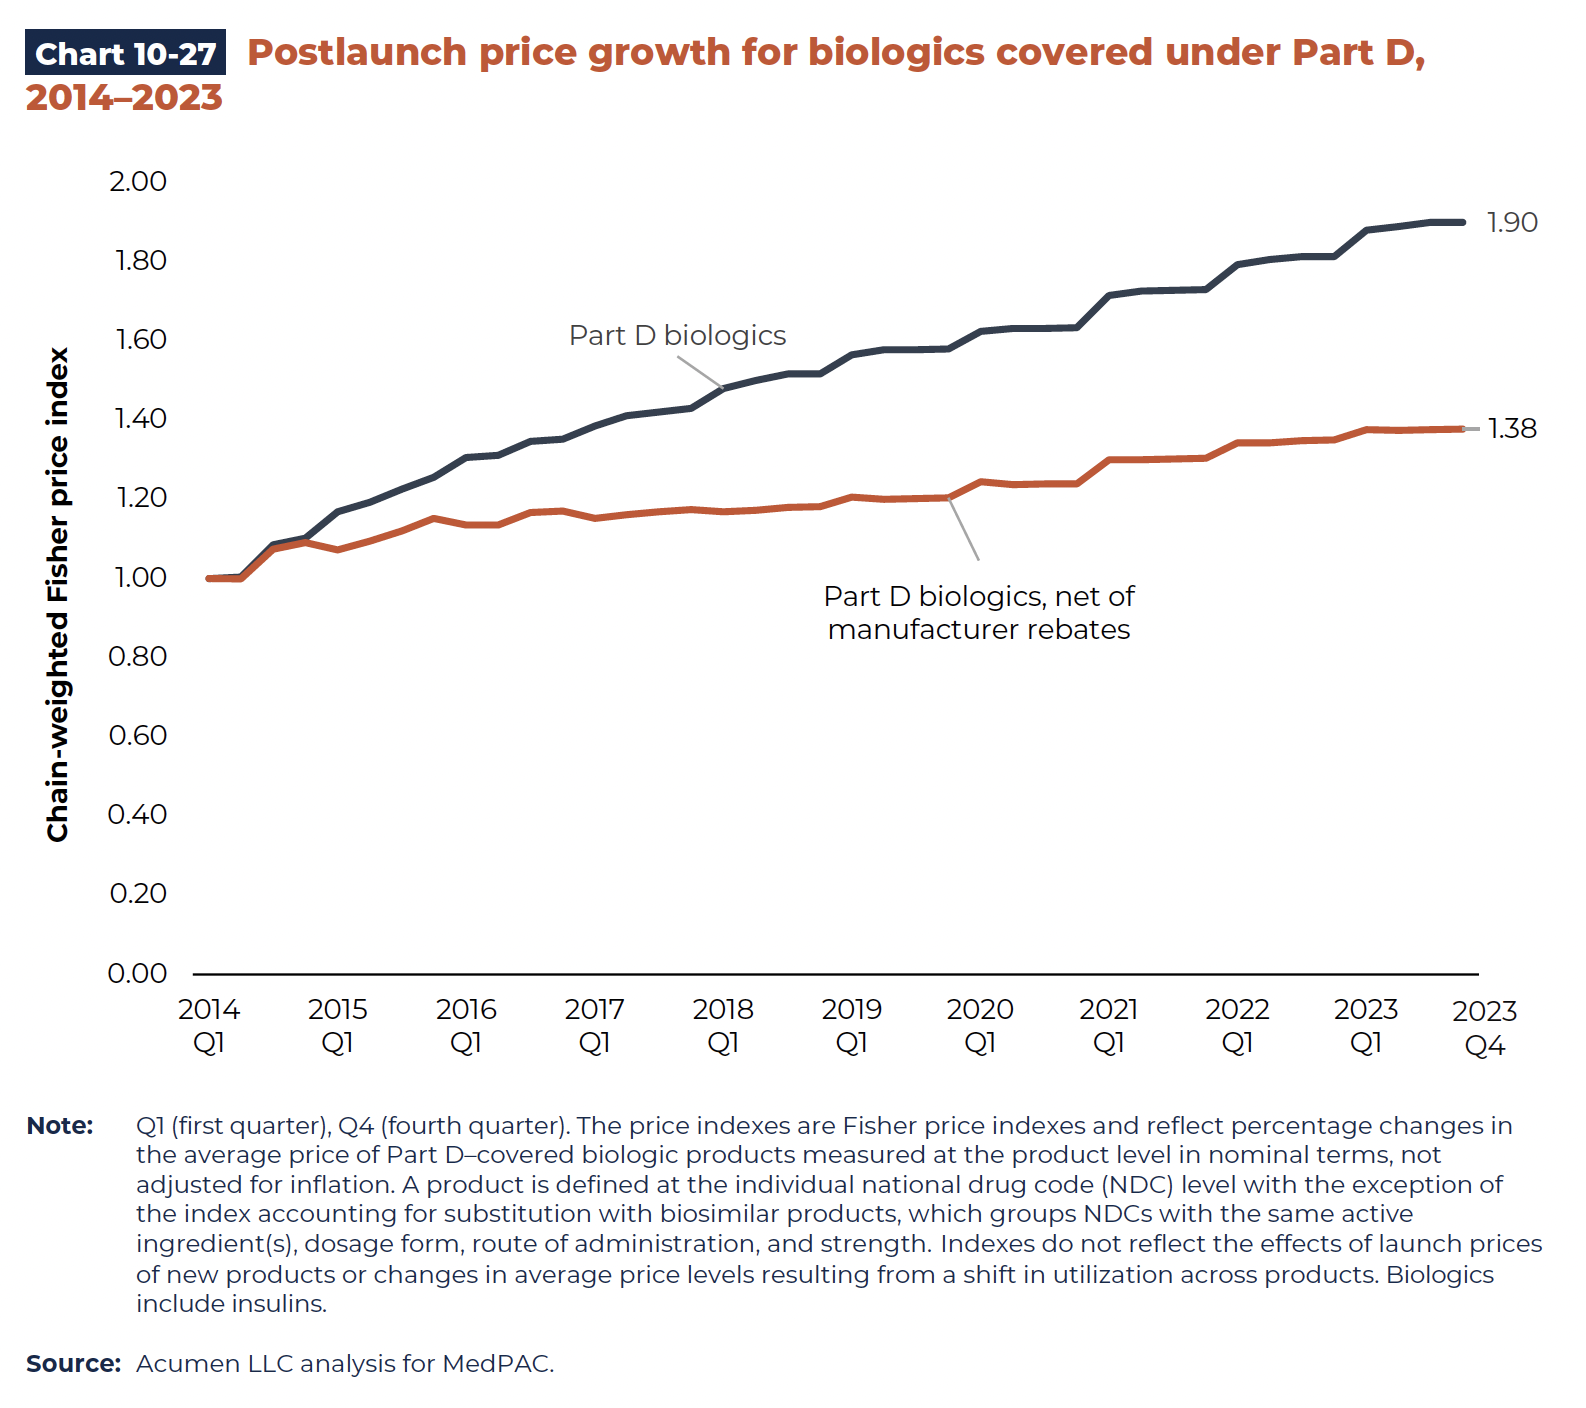 Chart 10-27 Postlaunch price growth for biologics covered under Part D,
2014–2023
Chain-weighted Fisher price index
2.00
1.80
1.60
1.40
1.20
1.00
0.80
0.60
0.40
0.20
0.00
1.90
Part D biologics
1.38
Part D biologics, net of
manufacturer rebates
2014 2015 2016 2017 2018 2019 2020 2021 2022 2023 2023
Q1 Q1 Q1 Q1 Q1 Q1 Q1 Q1 Q1 Q1 Q4
Note: Q1 (first quarter), Q4 (fourth quarter). The price indexes are Fisher price indexes and reflect percentage changes in
the average price of Part D–covered biologic products measured at the product level in nominal terms, not
adjusted for inflation. A product is defined at the individual national drug code (NDC) level with the exception of
the index accounting for substitution with biosimilar products, which groups NDCs with the same active
ingredient(s), dosage form, route of administration, and strength. Indexes do not reflect the effects of launch prices
of new products or changes in average price levels resulting from a shift in utilization across products. Biologics
include insulins.
Source: Acumen LLC analysis for MedPAC.